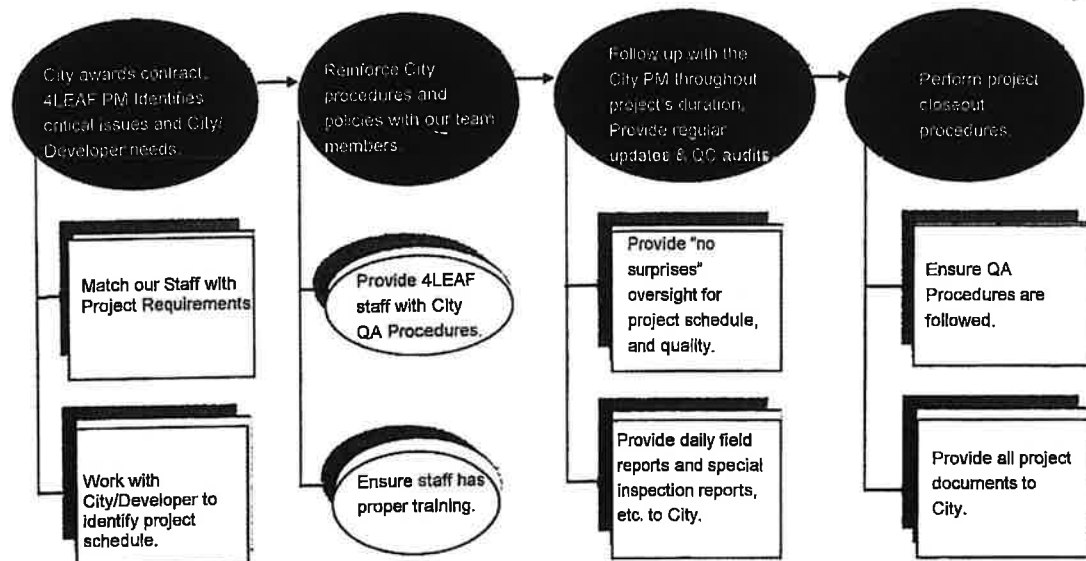 City awards contract,
4LEAF PM Identifies
critical issues and City/
Developer needs.
Reinforce City
procedures and
policies with our team
members.
Follow up with the
City PM throughout
project's duration,
Provide regular
updates & QC audits
Perform project
closeout
procedures.
Match our Staff with
Project Requirements
Provide 4LEAF
staff with City
QA Procedures.
Provide "no
surprises"
oversight for
project schedule,
and quality.
Ensure QA
Procedures are
followed.
Work with
City/Developer to
identify project
schedule.
Ensure staff has
proper training.
Provide daily field
reports and special
inspection reports,
etc. to City.
Provide all project
documents to
City.